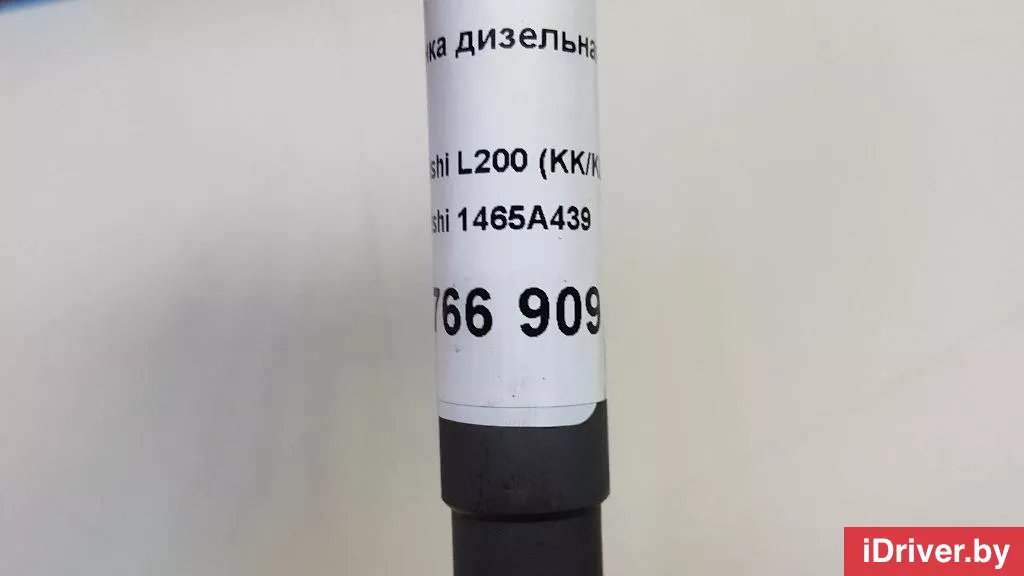 ка дизельна
shi L200 (KK/K
shi 1465A439
766 909
iDriver.by